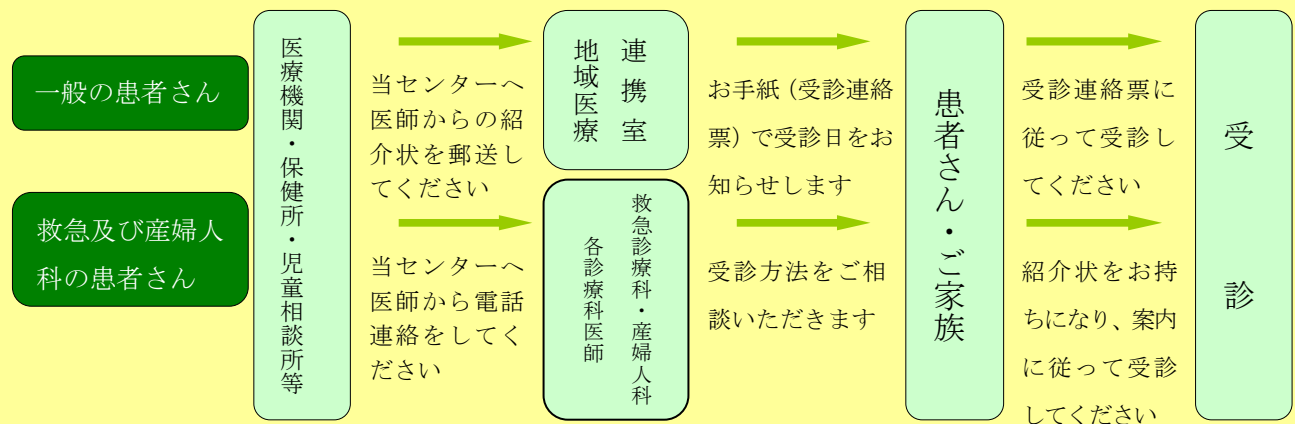 一般の患者さん
救急及び産婦人
科の患者さん
医療機関・保健所・児童相談所等
当センターへ
医師からの紹
介状を郵送し
てください
当センターへ
医師から電話
連絡をしてく
ださい
連携室
地域医療
救急診療科・産婦人科
各診療科医師
お手紙（受診連絡
票）で受診日をお
知らせします
受診方法をご相
談いただきます
患者さん・ご家族
受診連絡票に
従って受診し
てください
紹介状をお持
ちになり、案内
に従って受診
してください
受診